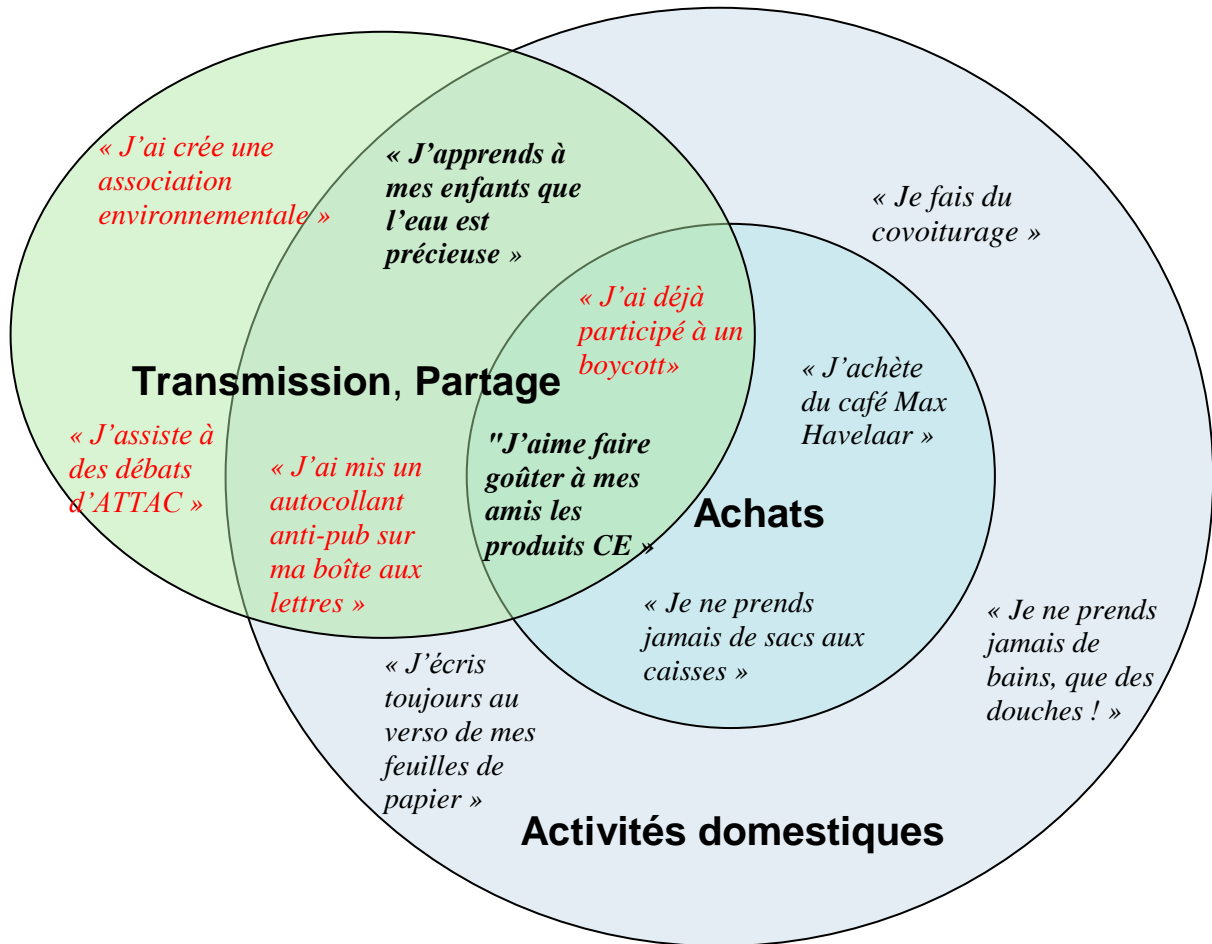 « J’ai crée une
association
environnementale »
« J’apprends à
mes enfants que
l’eau est
précieuse »
« Je fais du
covoiturage »
« J’ai déjà
participé à un
boycott»
Transmission, Partage
« J’achète
du café Max
Havelaar »
« J’assiste à
des débats
d’ATTAC »
« J’ai mis un
autocollant
anti-pub sur
ma boîte aux
lettres »
"J’aime faire
goûter à mes
amis les
produits CE »
Achats
« Je ne prends
jamais de sacs aux
caisses »
« Je ne prends
jamais de
bains, que des
douches ! »
« J’écris
toujours au
verso de mes
feuilles de
papier »
Activités domestiques